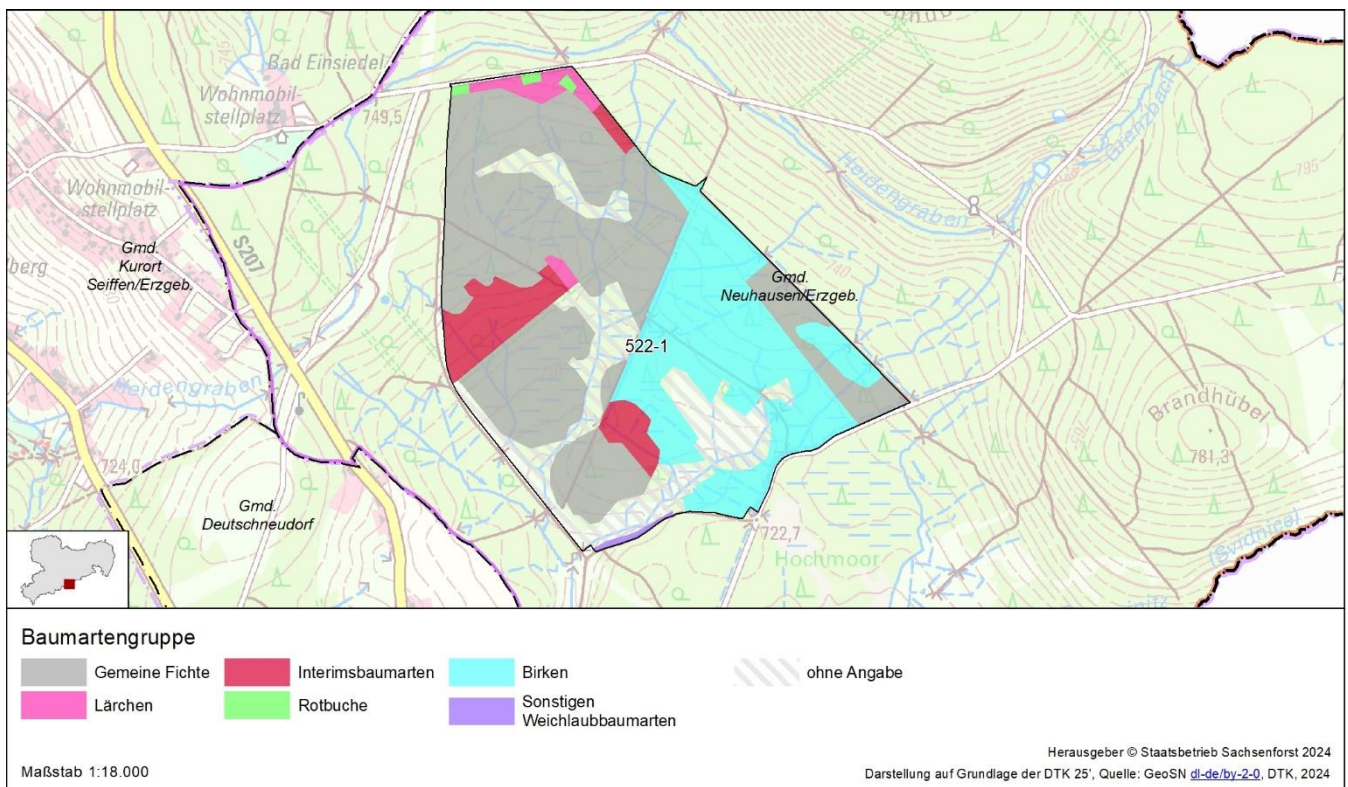 Bad Einsiedel
Wohnmobil-
stellplatz
749,5
Wohnmobil-
stellplatz
Gmd.
Kurort
Seiffen/Erzgeb.
S207
Heidengraben
Grenzbach
795
Gmd.
Neuhausen/Erzgeb.
740
522-1
Heidengraben
724,0
Gmd.
Deutschneudorf
Brandhübel
781,3
722,7
Hochmoor
(Svidnice)
Baumartengruppe
Gemeine Fichte
Interimsbaumarten
Birken
ohne Angabe
Lärchen
Rotbuche
Sonstigen
Weichlaubbaumarten
Maßstab 1:18.000
Herausgeber © Staatsbetrieb Sachsenforst 2024
Darstellung auf Grundlage der DTK 25', Quelle: GeoSN dl-de/by-2-0, DTK, 2024